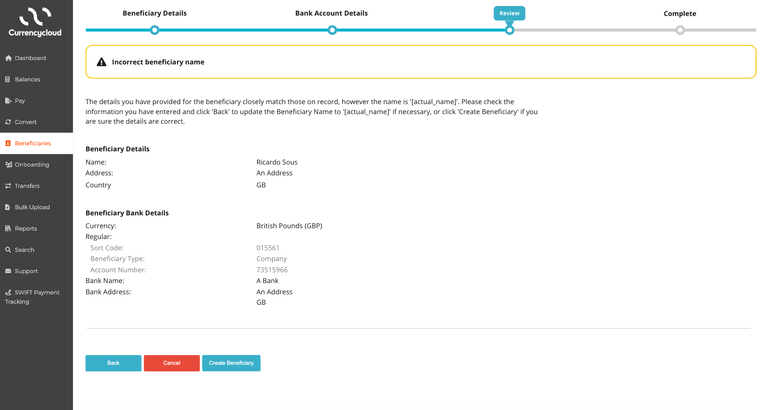 Currencycloud
Dashboard
Balances
Pay
Convert
Beneficiaries
Onboarding
Transfers
Bulk Upload
Reports
Search
Support
SWIFT Payment
Tracking
Beneficiary Details
Bank Account Details
Review
Complete
Incorrect beneficiary name
The details you have provided for the beneficiary closely match those on record, however the name is '[actual_name]'. Please check the
information you have entered and click 'Back' to update the Beneficiary Name to '[actual_name]' if necessary, or click 'Create Beneficiary' if you
are sure the details are correct.
Beneficiary Details
Name: Ricardo Sous
Address: An Address
Country GB
Beneficiary Bank Details
Currency: British Pounds (GBP)
Regular:
Sort Code: 015561
Beneficiary Type: Company
Account Number: 73515966
Bank Name: A Bank
Bank Address: An Address
GB
Back Cancel Create Beneficiary